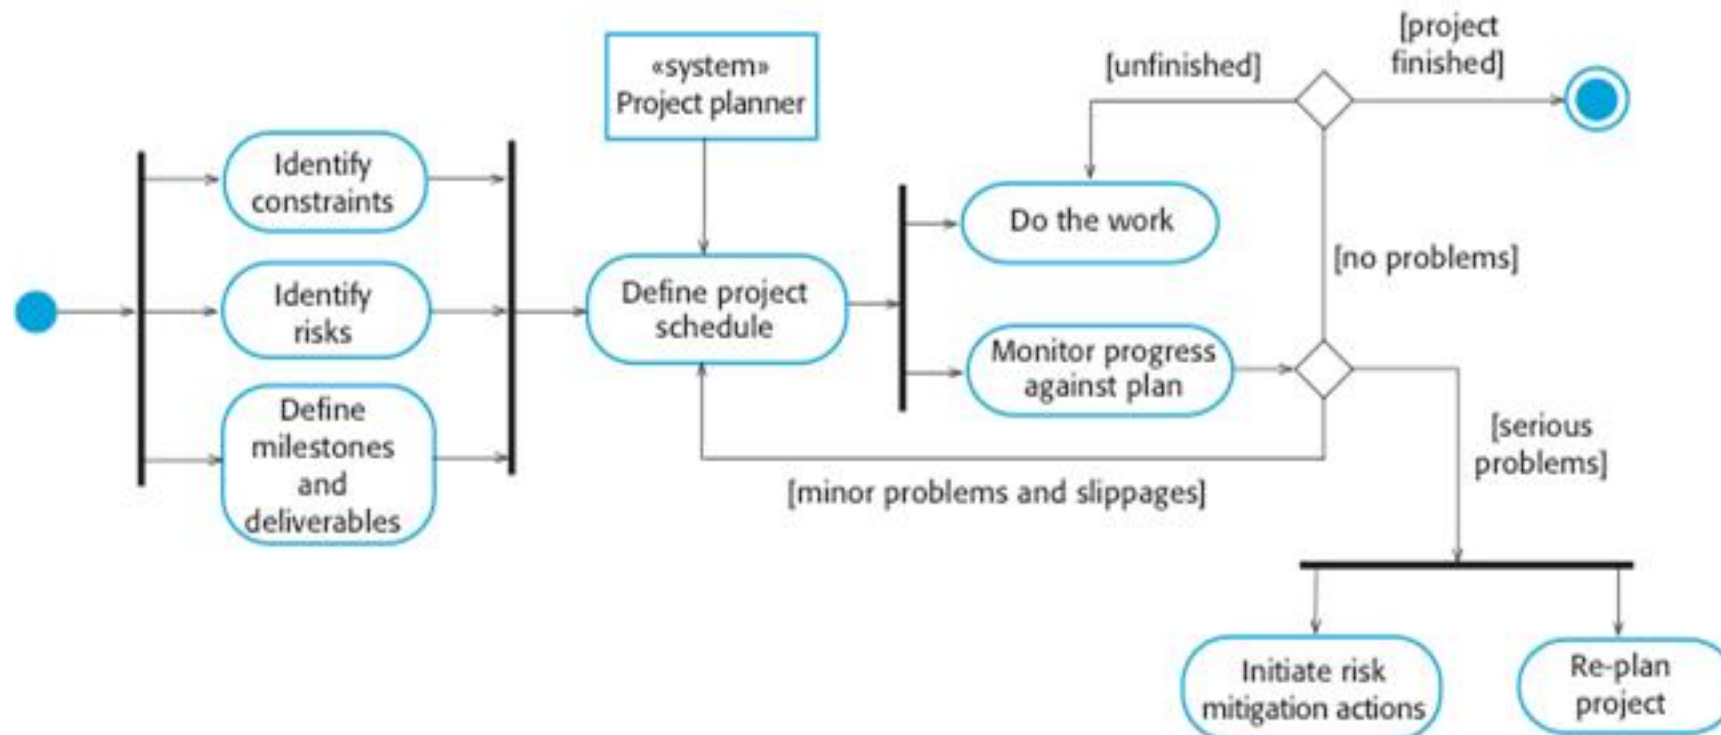 [project
finished]
[unfinished]
«system»
Project planner
Identify
constraints
Do the work
Identify
risks
Define project
schedule
[no problems]
Monitor progress
against plan
Define
milestones
and
deliverables
[serious
problems]
[minor problems and slippages]
Initiate risk
mitigation actions
Re-plan
project